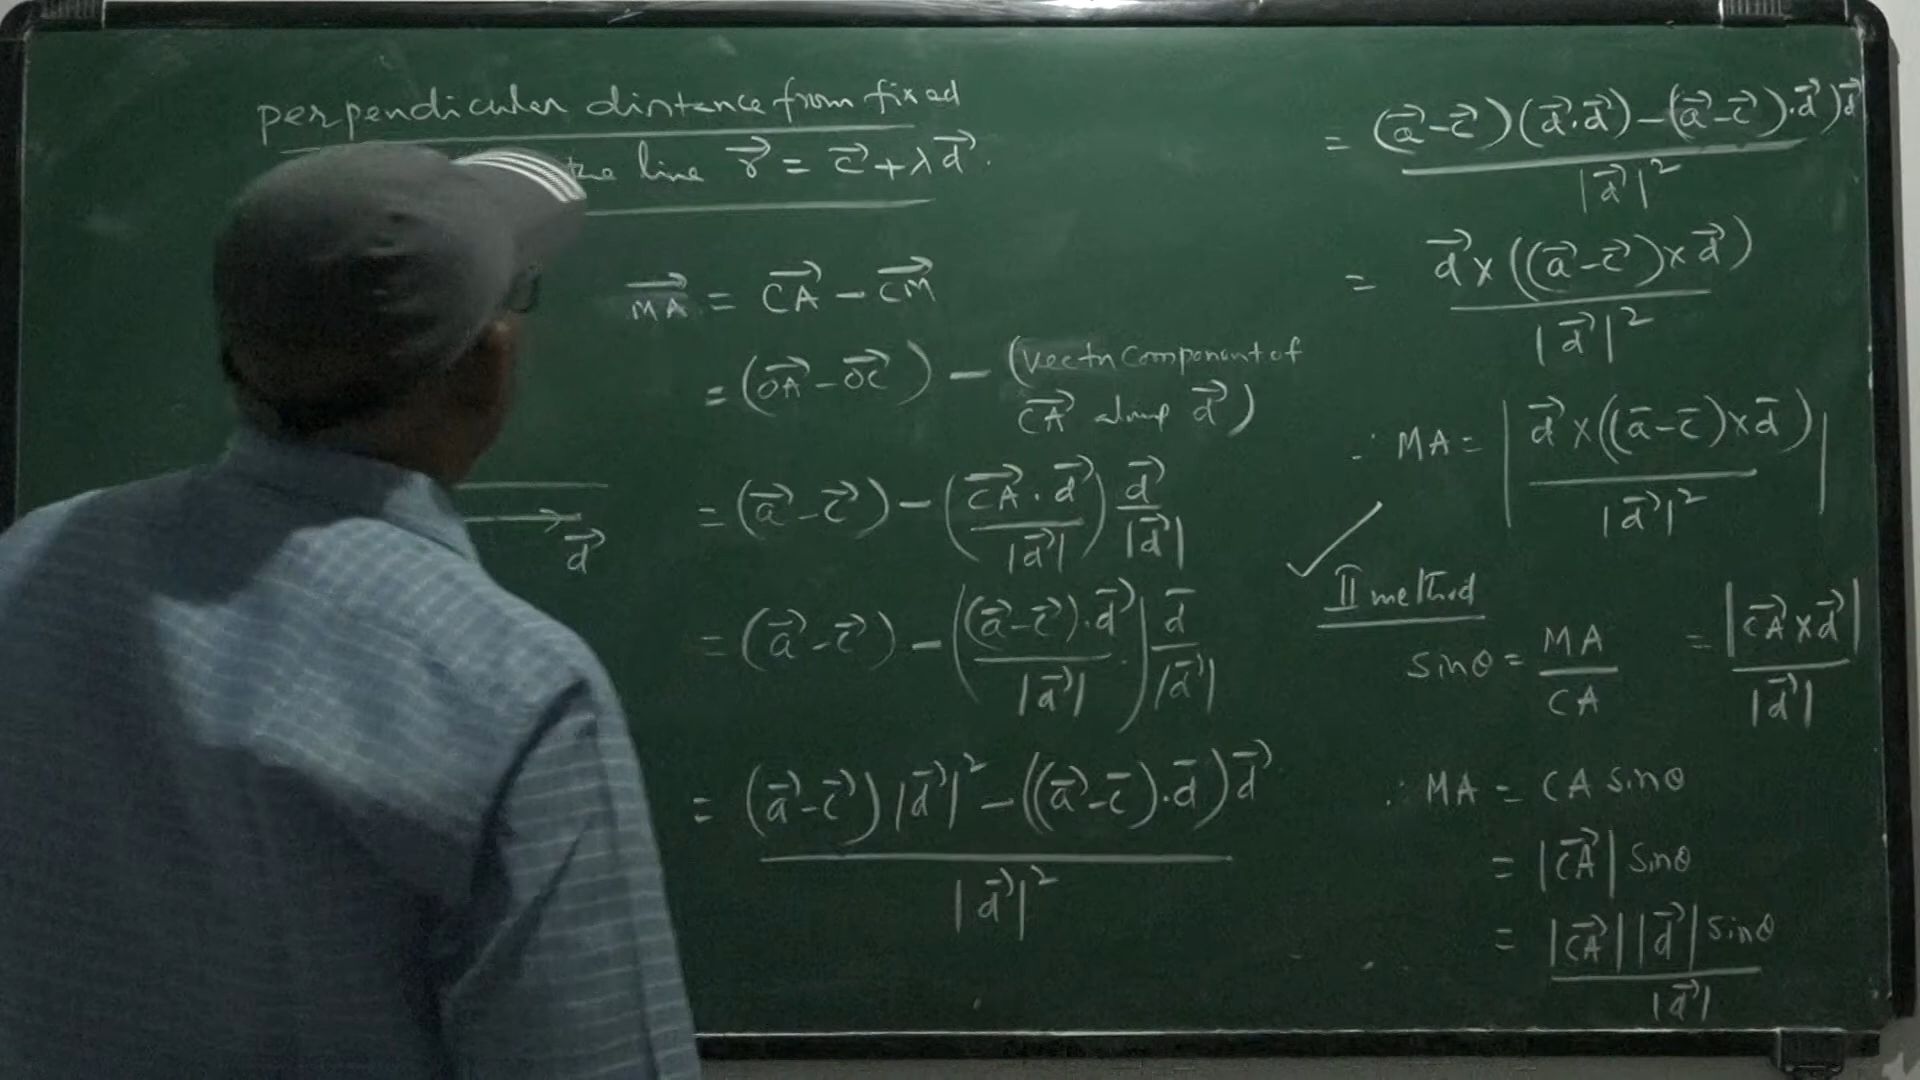 perpendicular distance from fixed
the line r⃗ = c⃗ + λd⃗.
MA⃗ = CA⃗ − CM⃗
= (OA⃗ − OC⃗) − (vector component of
CA⃗ along d⃗)
d⃗
= (a⃗ − c⃗) − (CA⃗ · d⃗ / |d⃗|) d⃗ / |d⃗|
= (a⃗ − c⃗) − ((a⃗ − c⃗) · d⃗ / |d⃗|) d⃗ / |d⃗|
= (a⃗ − c⃗) |d⃗|² − ((a⃗ − c⃗) · d⃗) d⃗ / |d⃗|²
= (a⃗ − c⃗)(d⃗ · d⃗) − (a⃗ − c⃗) · d⃗) d⃗ / |d⃗|²
= d⃗ × ((a⃗ − c⃗) × d⃗) / |d⃗|²
∴ MA = | d⃗ × ((a⃗ − c⃗) × d⃗) / |d⃗|² |
II method
sinθ = MA / CA
∴ MA = CA sinθ
= |CA⃗| sinθ
= |CA⃗| |d⃗| sinθ / |d⃗|
= |CA⃗ × d⃗| / |d⃗|